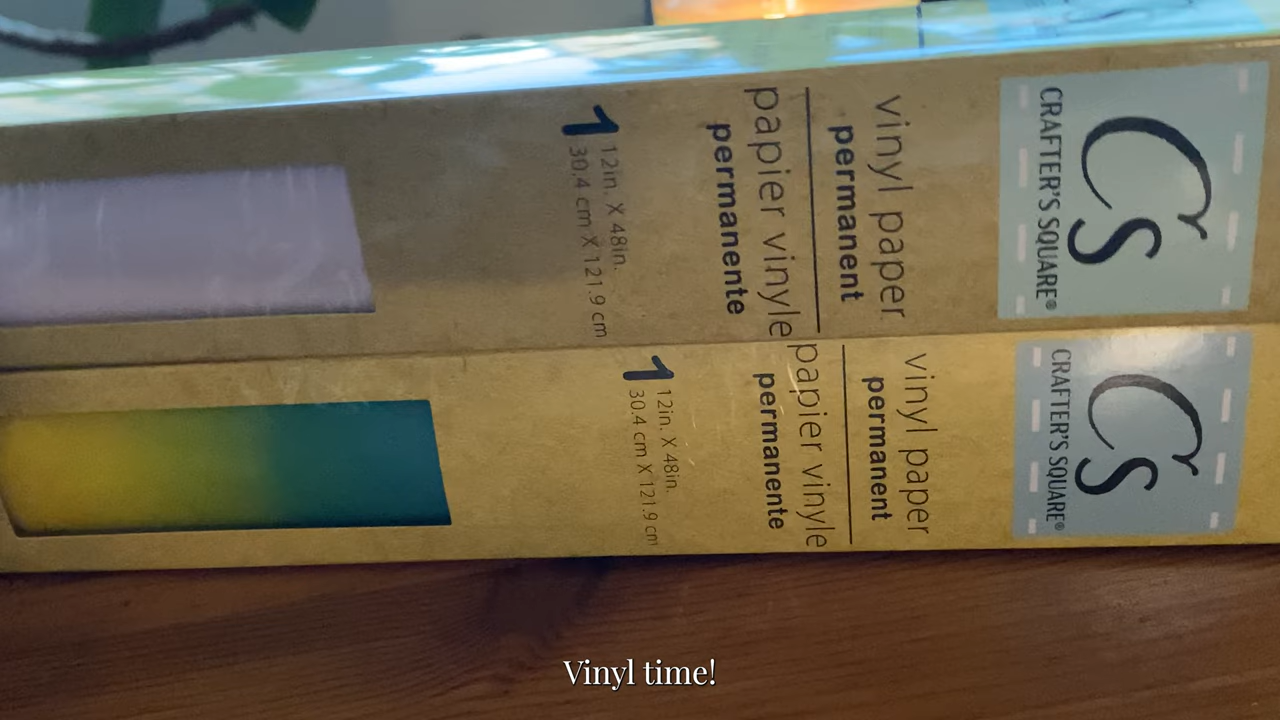 CS
CRAFTER'S SQUARE®
vinyl paper
permanent
papier vinyle
permanente
1
12in. X 48in.
30.4 cm X 121.9 cm
CS
CRAFTER'S SQUARE®
vinyl paper
permanent
papier vinyle
permanente
1
12in. X 48in.
30.4 cm X 121.9 cm
Vinyl time!